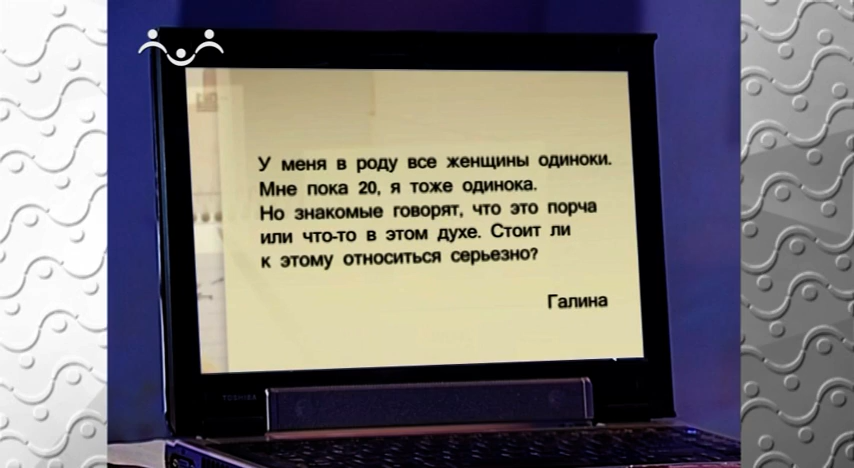 У меня в роду все женщины одиноки.
Мне пока 20, я тоже одинока.
Но знакомые говорят, что это порча
или что-то в этом духе. Стоит ли
к этому относиться серьезно?
Галина
TOSHIBA